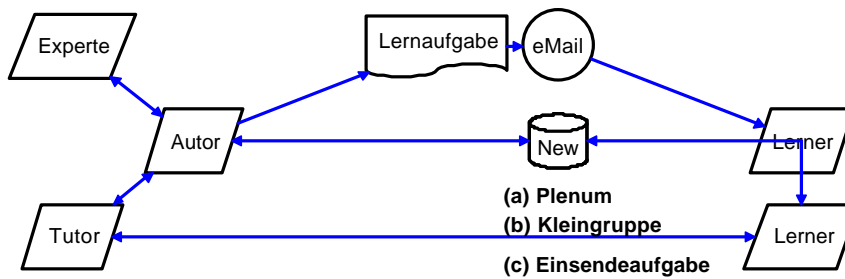 Experte
Lernaufgabe
eMail
Autor
New
Lerner
(a) Plenum
(b) Kleingruppe
Tutor
Lerner
(c) Einsendeaufgabe